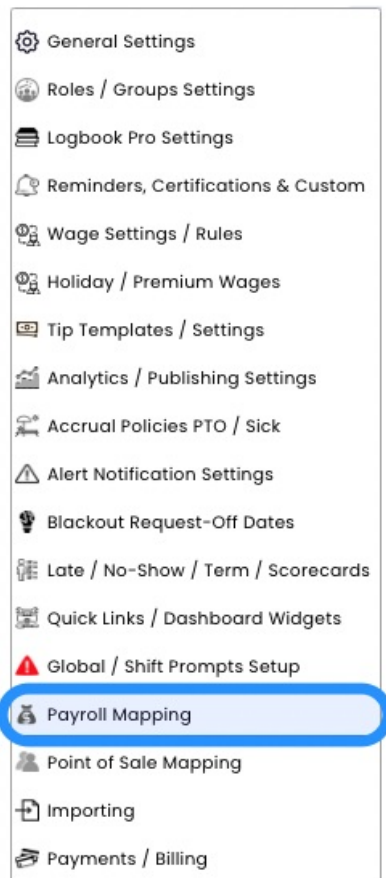 General Settings
Roles / Groups Settings
Logbook Pro Settings
Reminders, Certifications & Custom
Wage Settings / Rules
Holiday / Premium Wages
Tip Templates / Settings
Analytics / Publishing Settings
Accrual Policies PTO / Sick
Alert Notification Settings
Blackout Request-Off Dates
Late / No-Show / Term / Scorecards
Quick Links / Dashboard Widgets
Global / Shift Prompts Setup
Payroll Mapping
Point of Sale Mapping
Importing
Payments / Billing